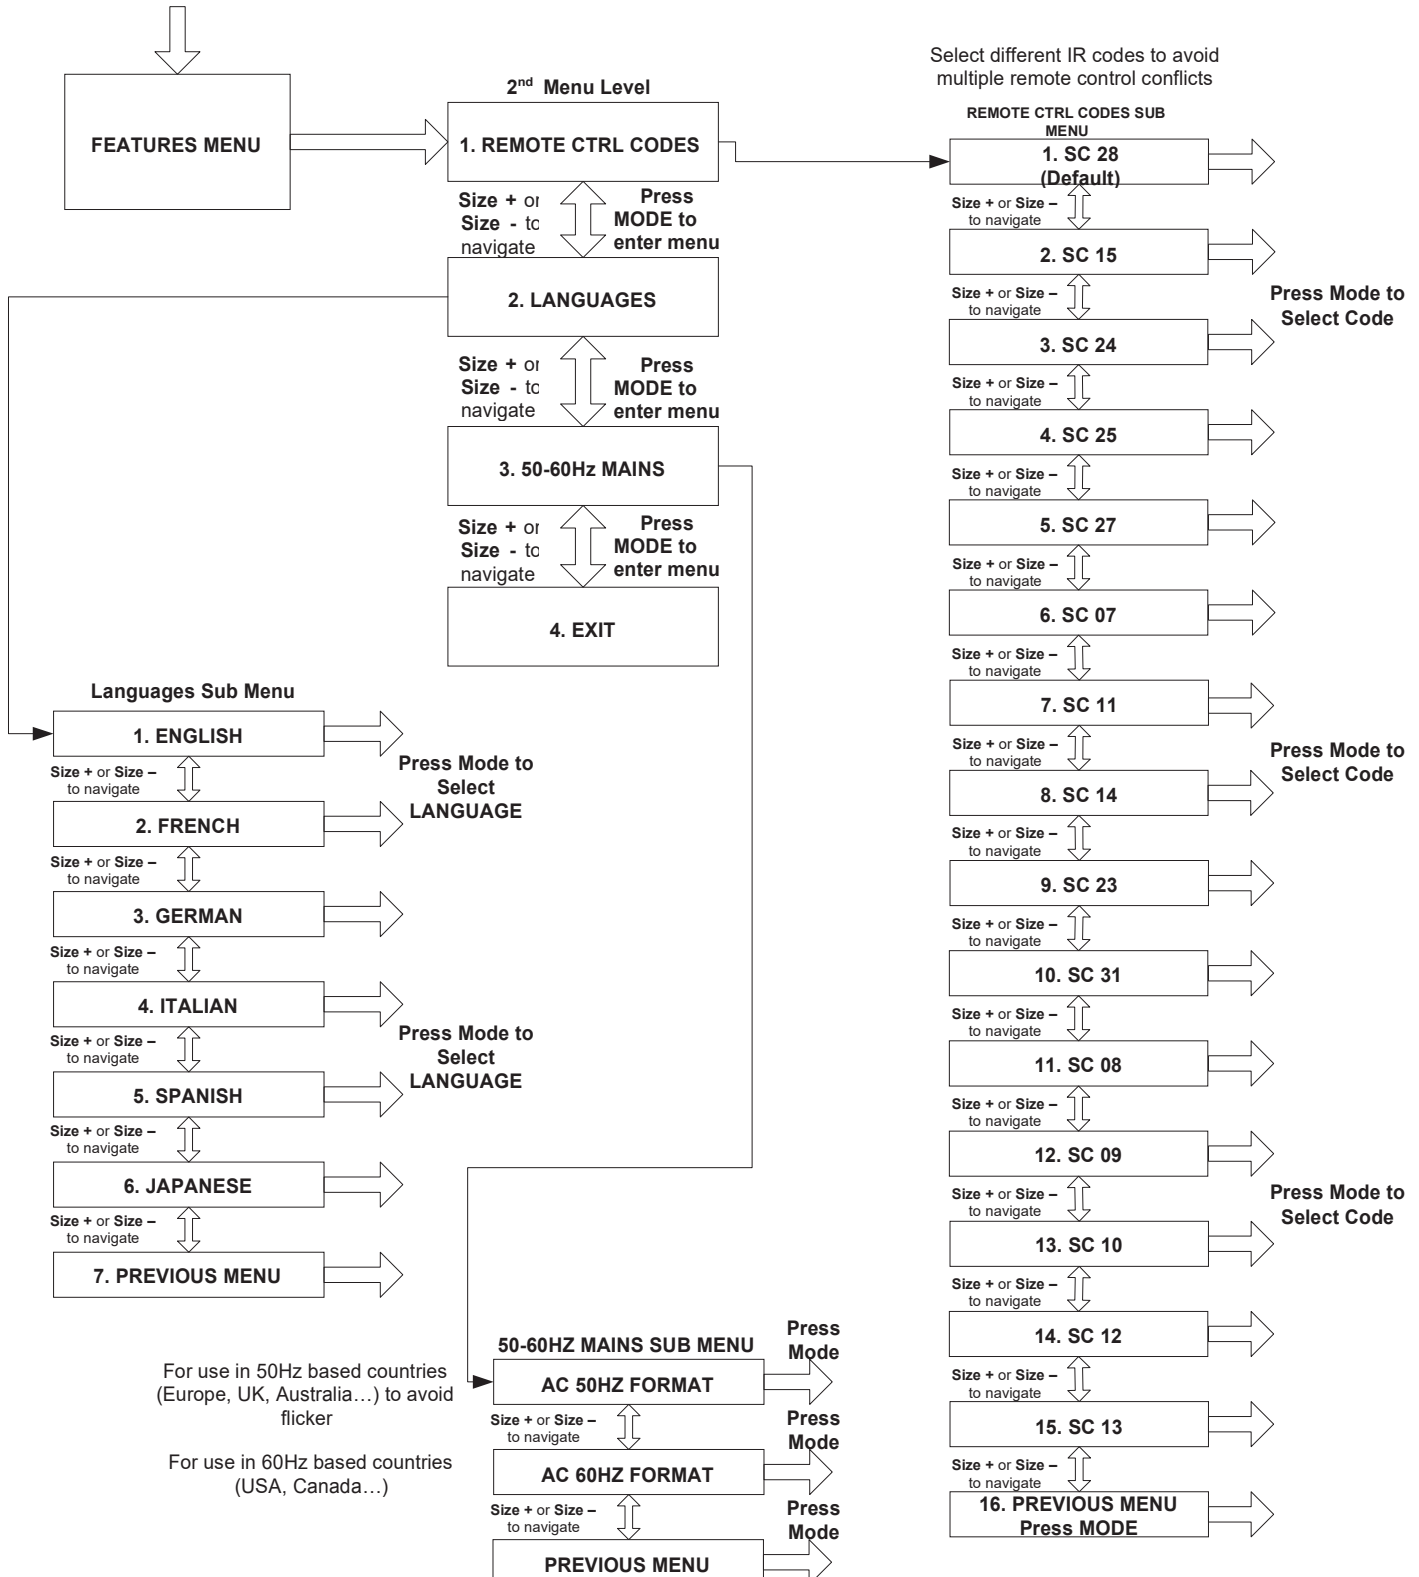 FEATURES MENU
2nd Menu Level
1. REMOTE CTRL CODES
Size + or
Size - to
navigate
Press
MODE to
enter menu
2. LANGUAGES
Size + or
Size - to
navigate
Press
MODE to
enter menu
3. 50-60Hz MAINS
Size + or
Size - to
navigate
Press
MODE to
enter menu
4. EXIT
Languages Sub Menu
1. ENGLISH
Size + or Size –
to navigate
Press Mode to
Select
LANGUAGE
2. FRENCH
Size + or Size –
to navigate
3. GERMAN
Size + or Size –
to navigate
4. ITALIAN
Size + or Size –
to navigate
Press Mode to
Select
LANGUAGE
5. SPANISH
Size + or Size –
to navigate
6. JAPANESE
Size + or Size –
to navigate
7. PREVIOUS MENU
For use in 50Hz based countries
(Europe, UK, Australia…) to avoid
flicker
For use in 60Hz based countries
(USA, Canada…)
50-60HZ MAINS SUB MENU
Press
Mode
AC 50HZ FORMAT
Size + or Size –
to navigate
Press
Mode
AC 60HZ FORMAT
Size + or Size –
to navigate
Press
Mode
PREVIOUS MENU
Select different IR codes to avoid
multiple remote control conflicts
REMOTE CTRL CODES SUB
MENU
1. SC 28
(Default)
Size + or Size –
to navigate
2. SC 15
Size + or Size –
to navigate
Press Mode to
Select Code
3. SC 24
Size + or Size –
to navigate
4. SC 25
Size + or Size –
to navigate
5. SC 27
Size + or Size –
to navigate
6. SC 07
Size + or Size –
to navigate
7. SC 11
Size + or Size –
to navigate
Press Mode to
Select Code
8. SC 14
Size + or Size –
to navigate
9. SC 23
Size + or Size –
to navigate
10. SC 31
Size + or Size –
to navigate
11. SC 08
Size + or Size –
to navigate
12. SC 09
Size + or Size –
to navigate
Press Mode to
Select Code
13. SC 10
Size + or Size –
to navigate
14. SC 12
Size + or Size –
to navigate
15. SC 13
Size + or Size –
to navigate
16. PREVIOUS MENU
Press MODE